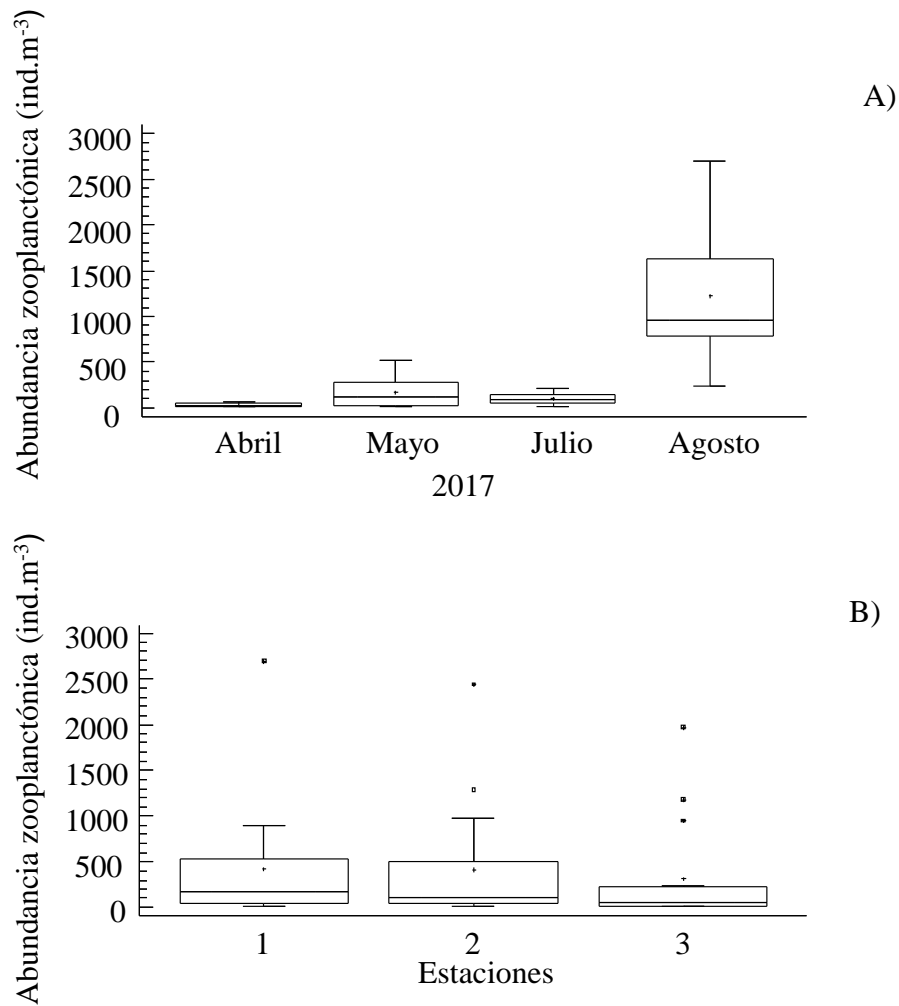 A)
Abundancia zooplanctónica (ind.m⁻³)
3000
2500
2000
1500
1000
500
0
Abril Mayo Julio Agosto
2017
B)
Abundancia zooplanctónica (ind.m⁻³)
3000
2500
2000
1500
1000
500
0
1 2 3
Estaciones